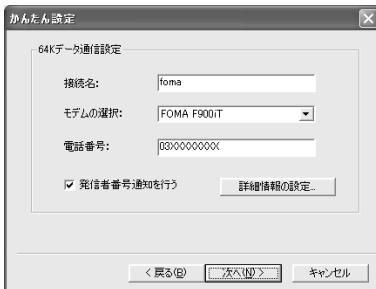 かんたん設定
64Kデータ通信設定
接続名: foma
モデムの選択: FOMA F900iT
電話番号: 03XXXXXXXX
発信者番号通知を行う 詳細情報の設定...
< 戻る(B) 次へ(N) > キャンセル